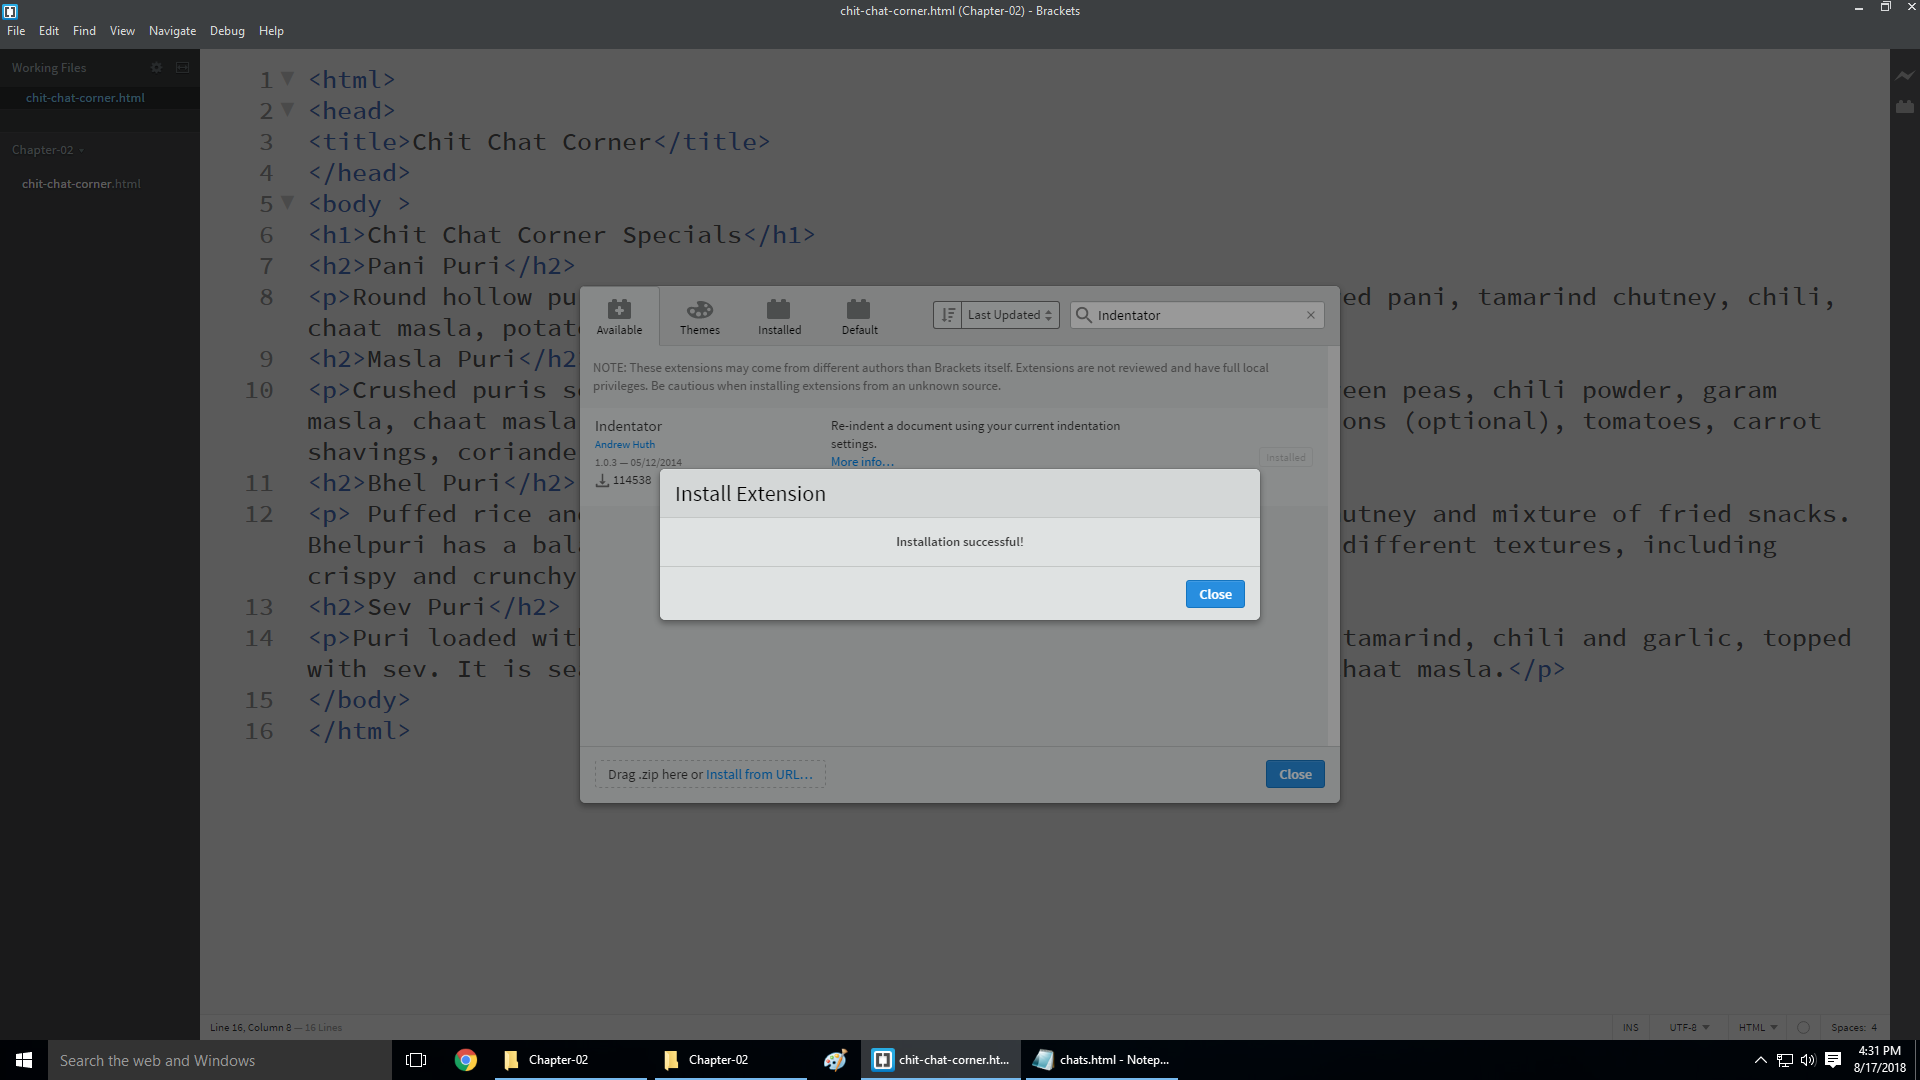 chit-chat-corner.html (Chapter-02) - Brackets
File Edit Find View Navigate Debug Help
Working Files
chit-chat-corner.html
Chapter-02
chit-chat-corner.html
1 <html>
2 <head>
3 <title>Chit Chat Corner</title>
4 </head>
5 <body >
6 <h1>Chit Chat Corner Specials</h1>
7 <h2>Pani Puri</h2>
8 <p>Round hollow pu ed pani, tamarind chutney, chili,
chaat masla, potat
9 <h2>Masla Puri</h2
10 <p>Crushed puris s een peas, chili powder, garam
masla, chaat masla ons (optional), tomatoes, carrot
shavings, coriande
11 <h2>Bhel Puri</h2>
12 <p> Puffed rice an utney and mixture of fried snacks.
Bhelpuri has a bal different textures, including
crispy and crunchy
13 <h2>Sev Puri</h2>
14 <p>Puri loaded wit tamarind, chili and garlic, topped
with sev. It is se haat masla.</p>
15 </body>
16 </html>
Available Themes Installed Default Last Updated Indentator ×
NOTE: These extensions may come from different authors than Brackets itself. Extensions are not reviewed and have full local
privileges. Be cautious when installing extensions from an unknown source.
Indentator
Andrew Huth
1.0.3 — 05/12/2014
114538
Re-indent a document using your current indentation
settings.
More info…
Installed
Install Extension
Installation successful!
Close
Drag .zip here or Install from URL…
Close
Line 16, Column 8 — 16 Lines
INS UTF-8 HTML Spaces: 4
Search the web and Windows
Chapter-02
Chapter-02
chit-chat-corner.ht...
chats.html - Notep...
4:31 PM
8/17/2018